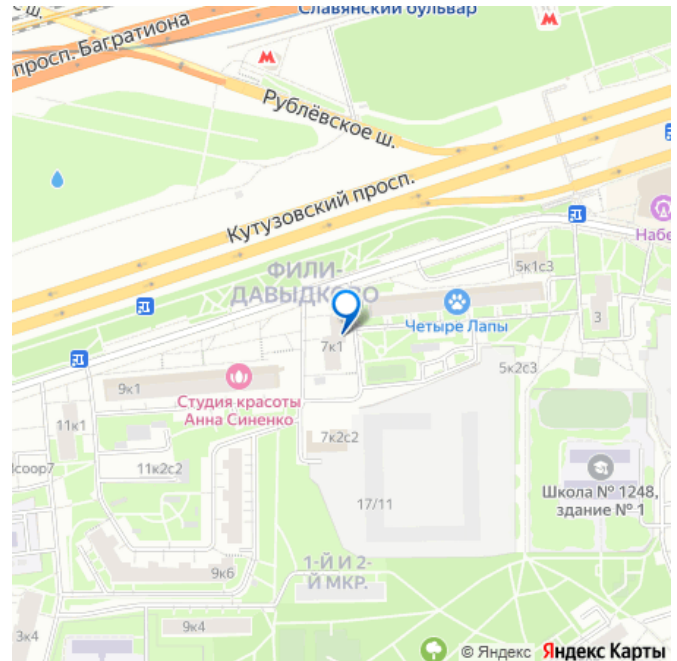 ш.
Славянский бульвар
просп. Багратиона
Рублёвское ш.
Кутузовский просп.
Набе
ФИЛИ-
ДАВЫДКОВО
5к1с3
Четыре Лапы
3
7к1
5к2с3
9к1
Студия красоты
Анна Синенко
11к1
7к2с2
coop7
11к2с2
17/11
Школа № 1248,
здание № 1
1-Й И 2-
Й МКР.
9к6
9к4
3к4
© Яндекс Яндекс Карты